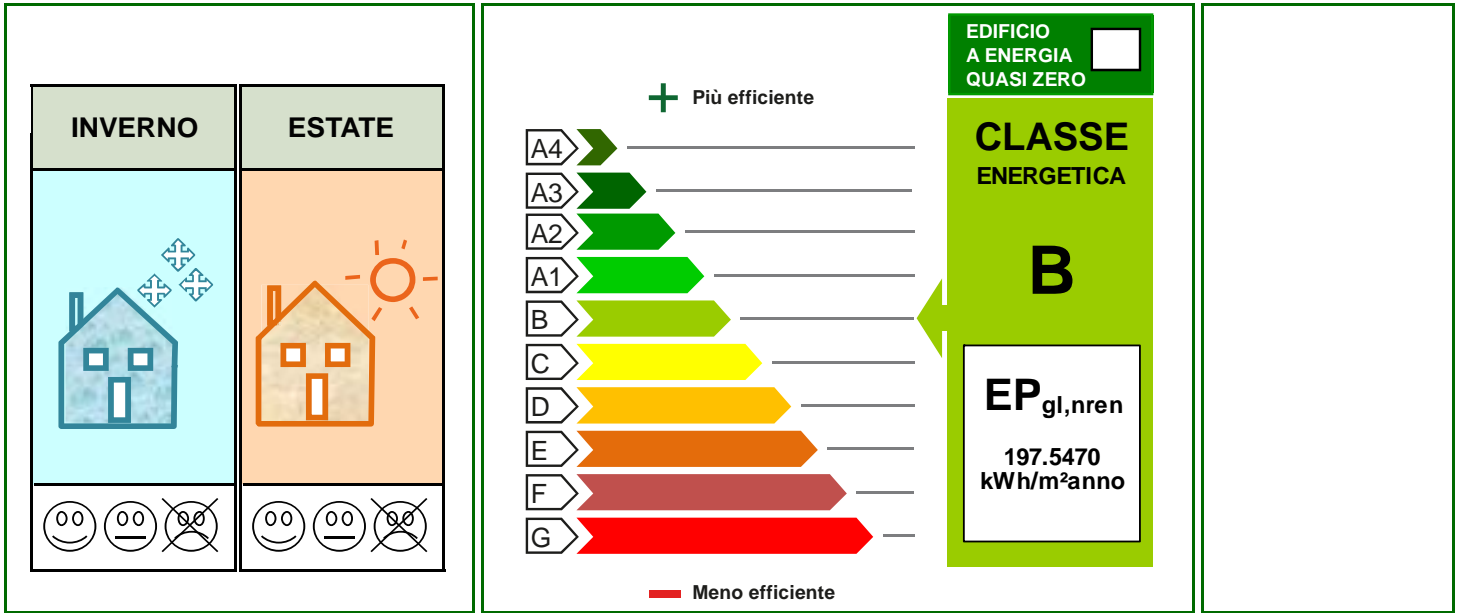 INVERNO
ESTATE
Più efficiente
A4
A3
A2
A1
B
C
D
E
F
G
Meno efficiente
EDIFICIO
A ENERGIA
QUASI ZERO
CLASSE
ENERGETICA
B
EPgl,nren
197.5470
kWh/m²anno